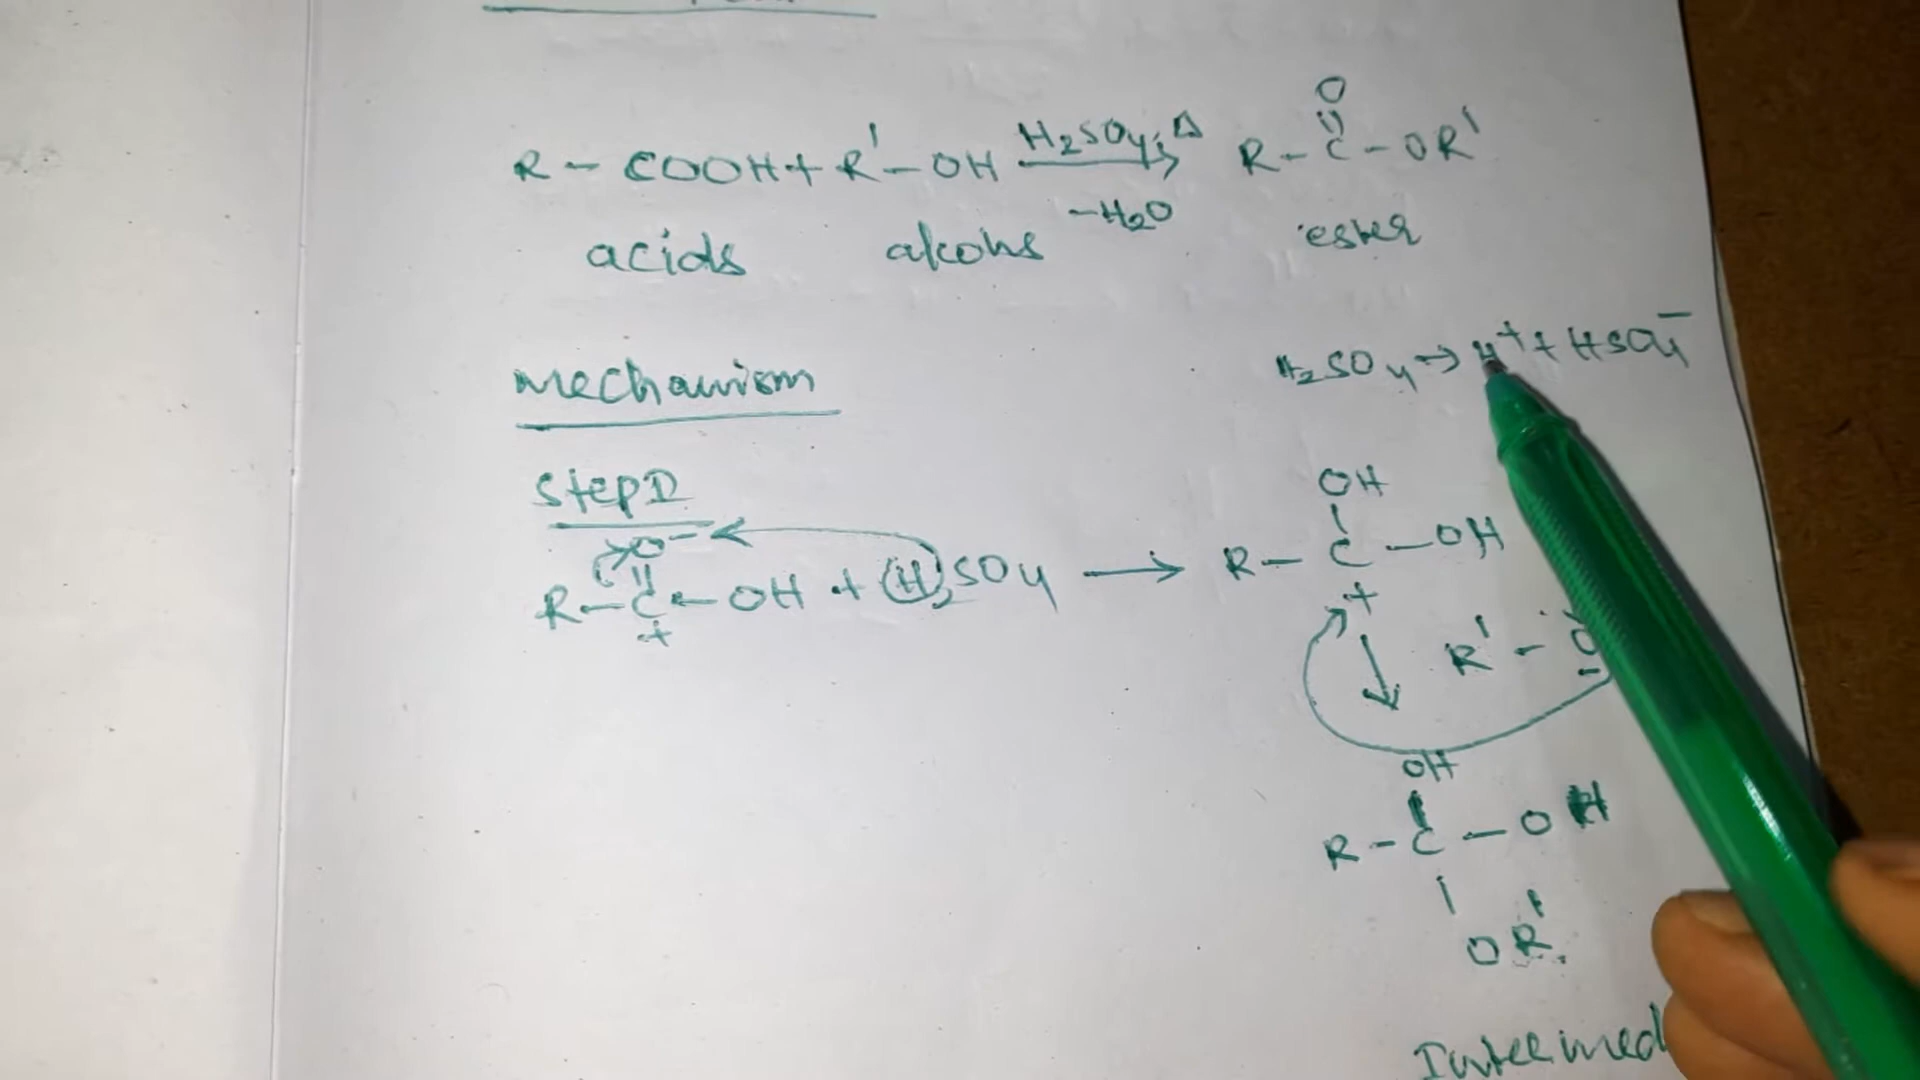 O
R - COOH + R' - OH H2SO4, Δ R - C - OR'
-H2O
acids alcohs ester
H2SO4 → H+ + HSO4-
mechanism
step I
OH
O-
R - C - OH + H2SO4 → R - C - OH
+ +
R' - O
OH
R - C - OH
OR'
Intermed